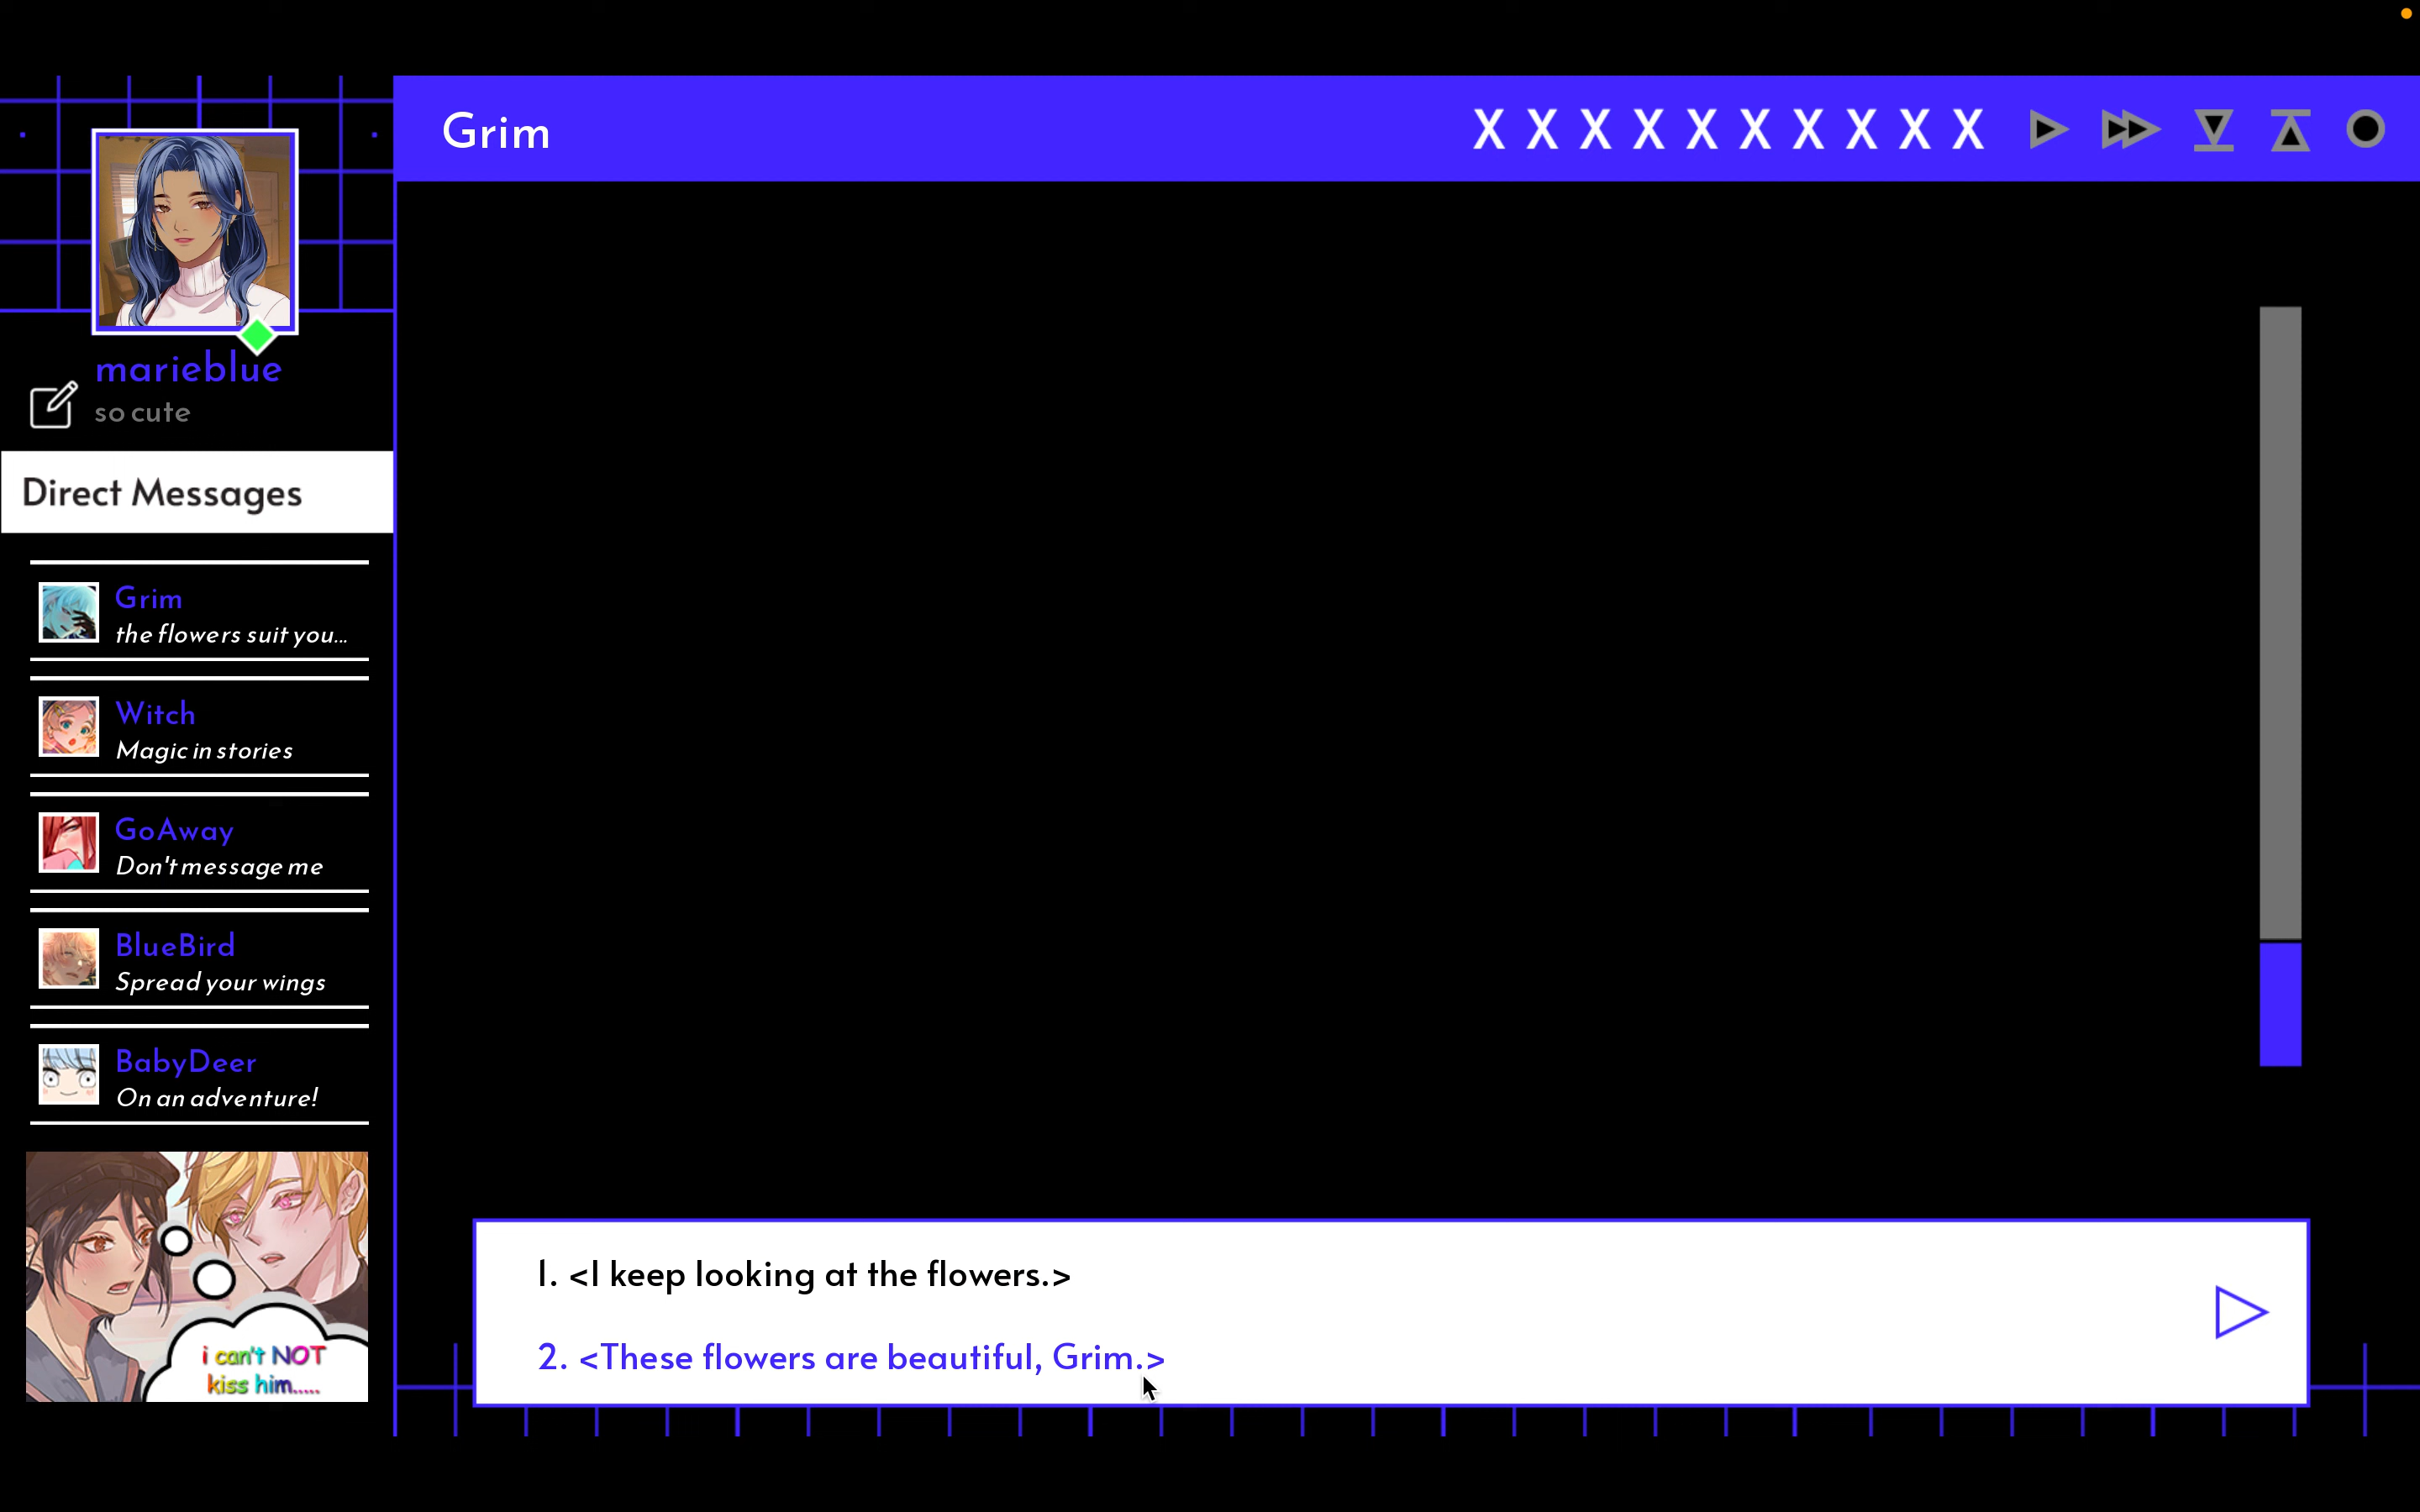 Grim
X X X X X X X X X X
marieblue
so cute
Direct Messages
Grim
the flowers suit you...
Witch
Magic in stories
GoAway
Don't message me
BlueBird
Spread your wings
BabyDeer
On an adventure!
i can't NOT
kiss him.....
1. <I keep looking at the flowers.>
2. <These flowers are beautiful, Grim.>